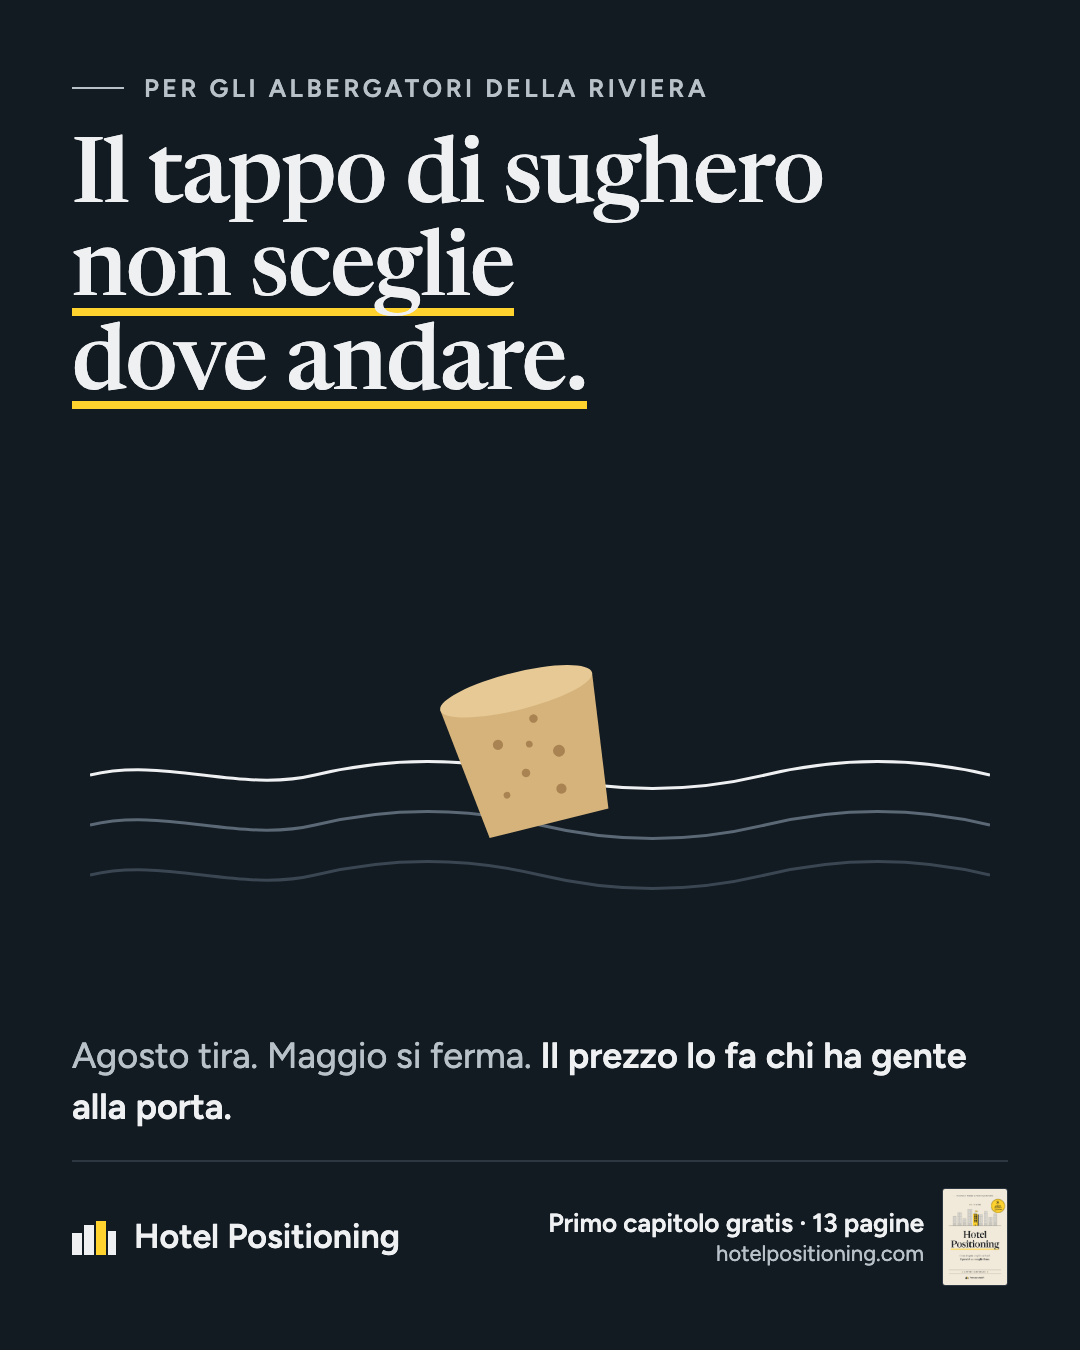 PER GLI ALBERGATORI DELLA RIVIERA
Il tappo di sughero
non sceglie
dove andare.
Agosto tira. Maggio si ferma. Il prezzo lo fa chi ha gente
alla porta.
Hotel Positioning
Primo capitolo gratis · 13 pagine
hotelpositioning.com
Hotel
Positioning